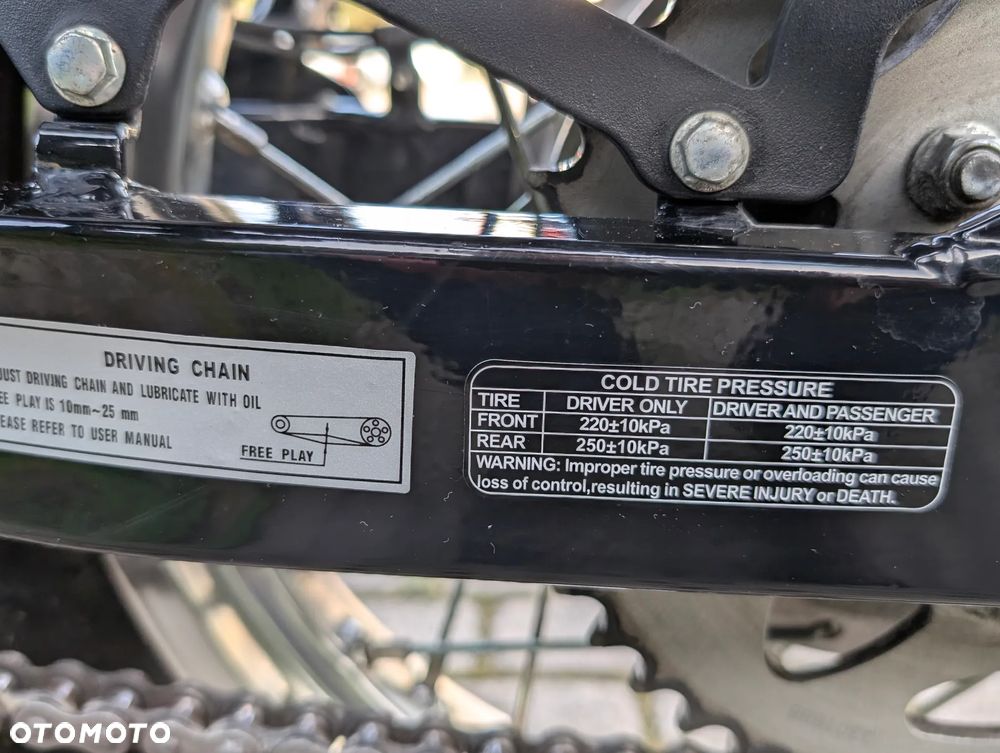 DRIVING CHAIN
JUST DRIVING CHAIN AND LUBRICATE WITH OIL
EE PLAY IS 10mm~25 mm
EASE REFER TO USER MANUAL
FREE PLAY
COLD TIRE PRESSURE
TIRE DRIVER ONLY DRIVER AND PASSENGER
FRONT 220±10kPa 220±10kPa
REAR 250±10kPa 250±10kPa
WARNING: Improper tire pressure or overloading can cause
loss of control,resulting in SEVERE INJURY or DEATH.
OTOMOTO